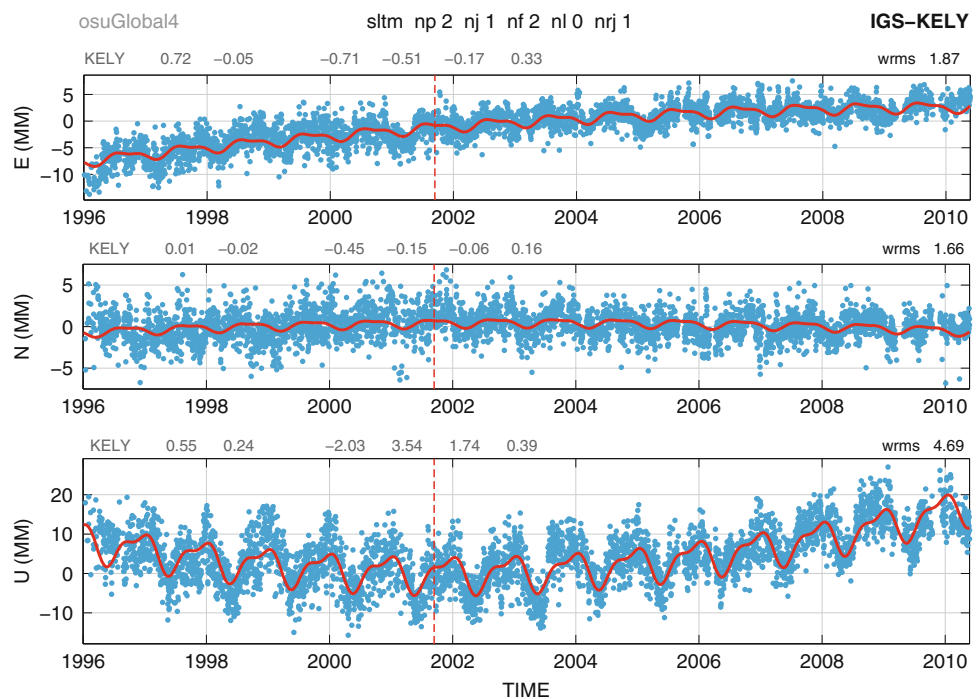 osuGlobal4 sltm np 2 nj 1 nf 2 nl 0 nrj 1 IGS–KELY
KELY 0.72 −0.05 −0.71 −0.51 −0.17 0.33 wrms 1.87
E (MM)
5
0
−5
−10
1996 1998 2000 2002 2004 2006 2008 2010
KELY 0.01 −0.02 −0.45 −0.15 −0.06 0.16 wrms 1.66
N (MM)
5
0
−5
1996 1998 2000 2002 2004 2006 2008 2010
KELY 0.55 0.24 −2.03 3.54 1.74 0.39 wrms 4.69
U (MM)
20
10
0
−10
1996 1998 2000 2002 2004 2006 2008 2010
TIME